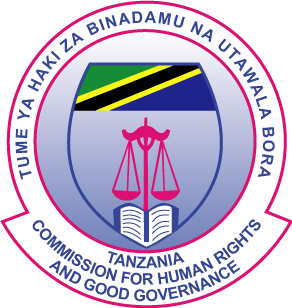 TUME YA HAKI ZA BINADAMU NA UTAWALA BORA
TANZANIA
COMMISSION FOR HUMAN RIGHTS
AND GOOD GOVERNANCE